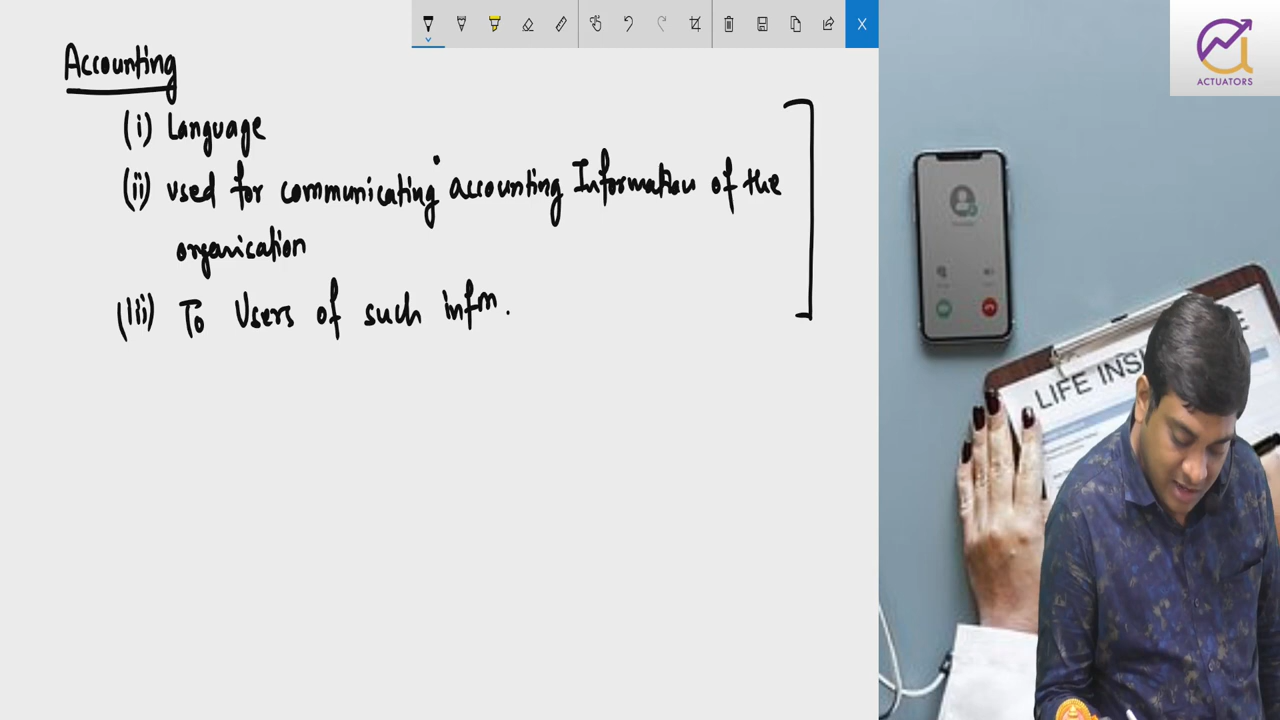 Accounting
(i) Language
(ii) used for communicating accounting Information of the
organisation
(iii) To Users of such infm.
ACTUATORS
LIFE INS
E